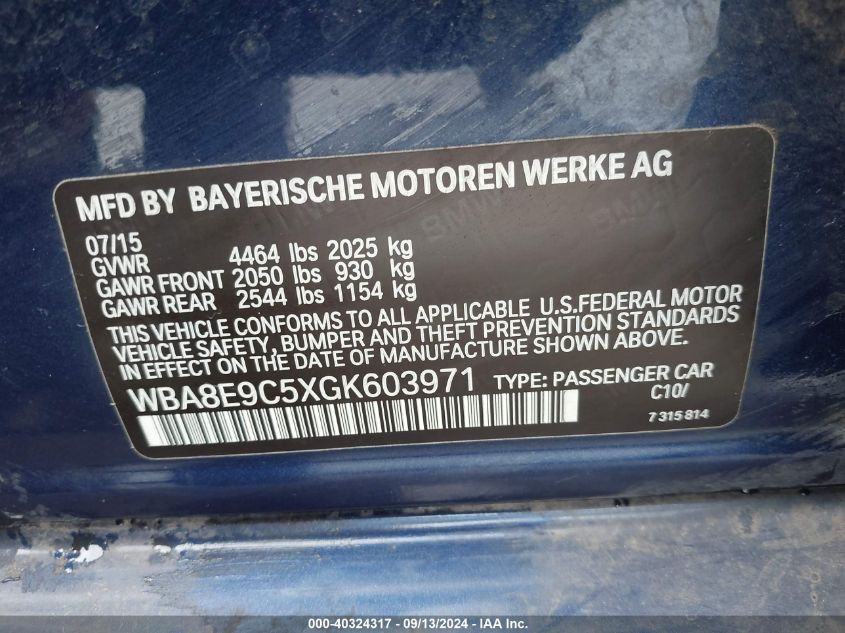 MFD BY BAYERISCHE MOTOREN WERKE AG
07/15
GVWR 4464 lbs 2025 kg
GAWR FRONT 2050 lbs 930 kg
GAWR REAR 2544 lbs 1154 kg
THIS VEHICLE CONFORMS TO ALL APPLICABLE U.S.FEDERAL MOTOR
VEHICLE SAFETY, BUMPER AND THEFT PREVENTION STANDARDS
IN EFFECT ON THE DATE OF MANUFACTURE SHOWN ABOVE.
WBA8E9C5XGK603971 TYPE: PASSENGER CAR
C10/
7 315 814
000-40324317 - 09/13/2024 - IAA Inc.